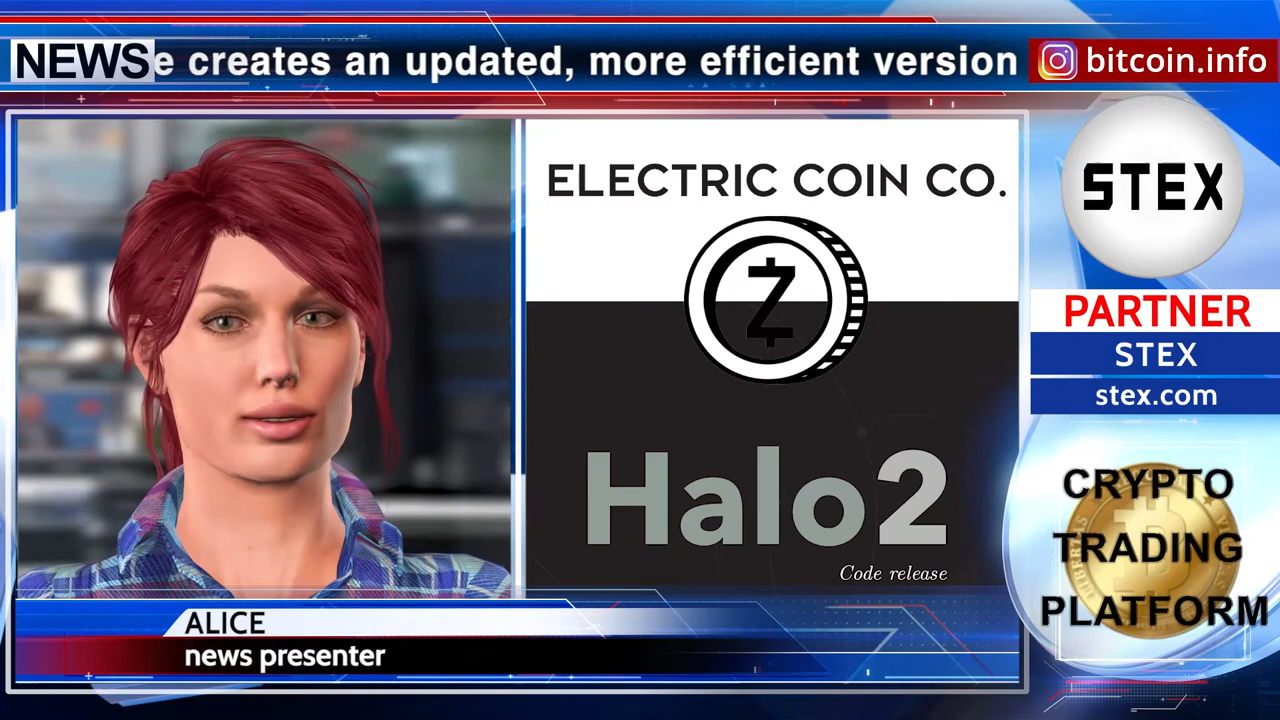 NEWS
e creates an updated, more efficient version
bitcoin.info
STEX
ELECTRIC COIN CO.
Halo2
Code release
PARTNER
STEX
stex.com
CRYPTO
TRADING
PLATFORM
ALICE
news presenter